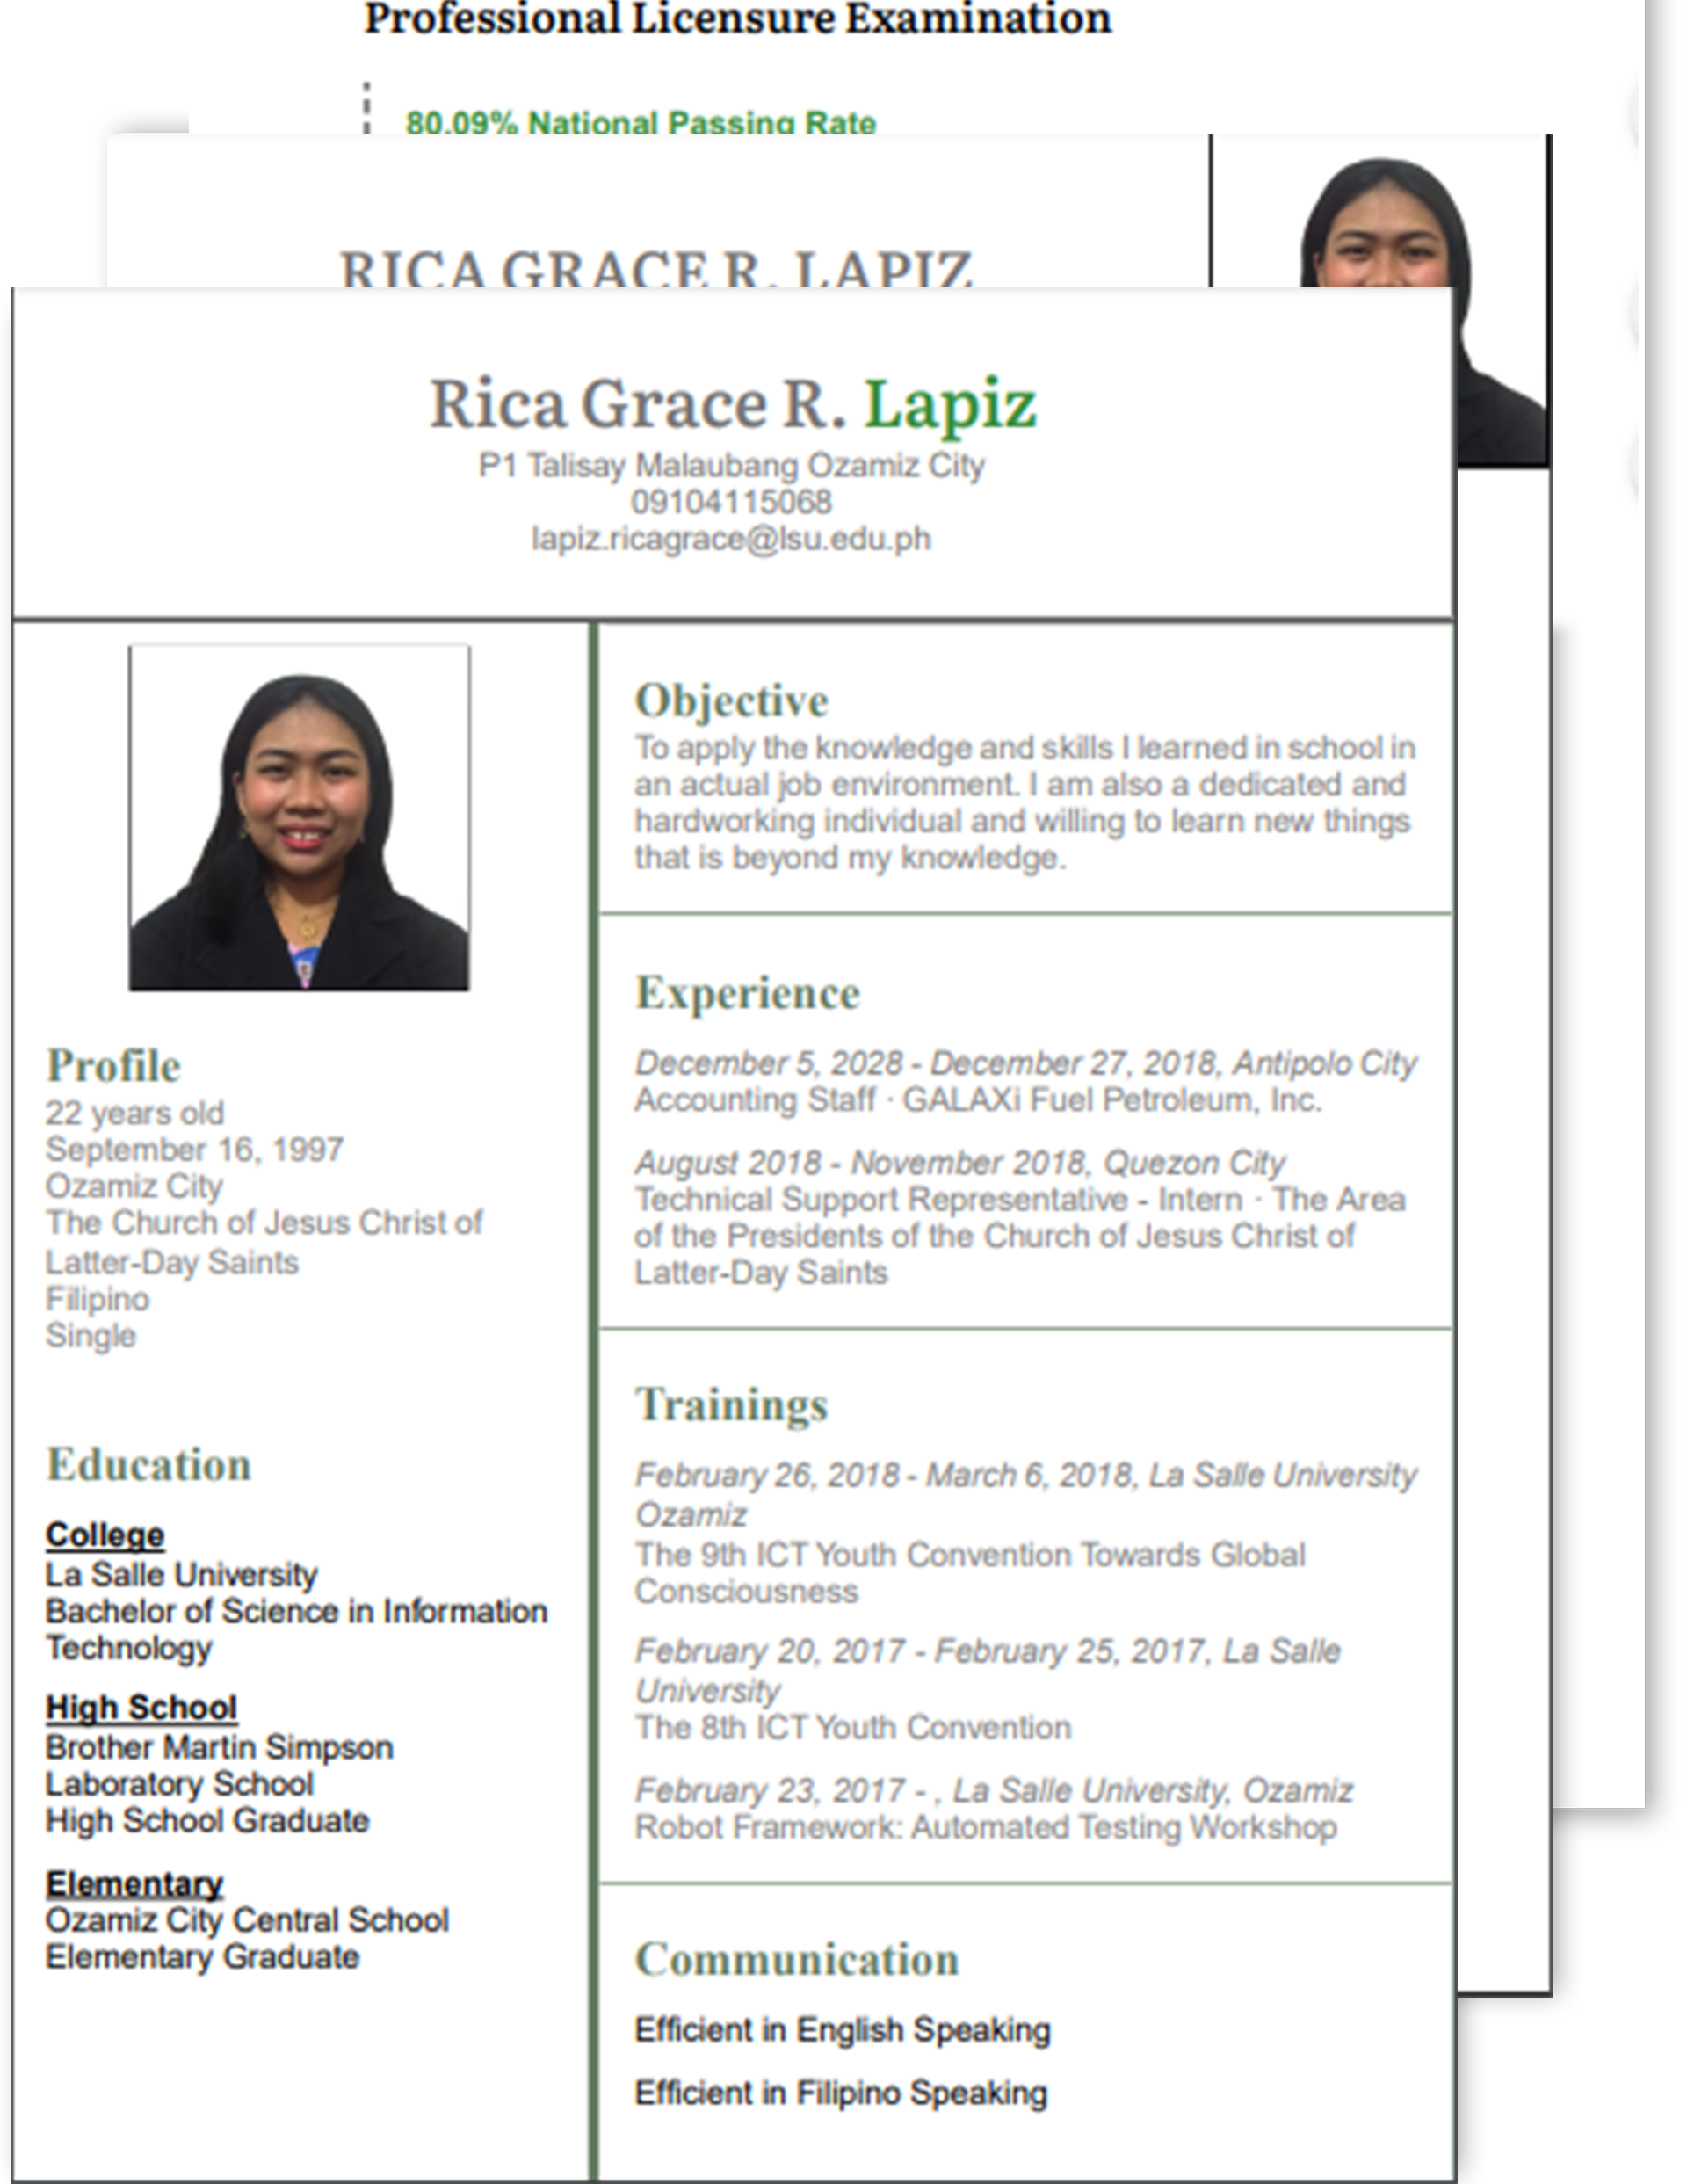 Professional Licensure Examination
80.09% National Passing Rate
RICA GRACE R. LAPIZ
Rica Grace R. Lapiz
P1 Talisay Malaubang Ozamiz City
09104115068
lapiz.ricagrace@lsu.edu.ph
Profile
22 years old
September 16, 1997
Ozamiz City
The Church of Jesus Christ of
Latter-Day Saints
Filipino
Single
Education
College
La Salle University
Bachelor of Science in Information
Technology
High School
Brother Martin Simpson
Laboratory School
High School Graduate
Elementary
Ozamiz City Central School
Elementary Graduate
Objective
To apply the knowledge and skills I learned in school in
an actual job environment. I am also a dedicated and
hardworking individual and willing to learn new things
that is beyond my knowledge.
Experience
December 5, 2028 - December 27, 2018, Antipolo City
Accounting Staff · GALAXi Fuel Petroleum, Inc.
August 2018 - November 2018, Quezon City
Technical Support Representative - Intern · The Area
of the Presidents of the Church of Jesus Christ of
Latter-Day Saints
Trainings
February 26, 2018 - March 6, 2018, La Salle University
Ozamiz
The 9th ICT Youth Convention Towards Global
Consciousness
February 20, 2017 - February 25, 2017, La Salle
University
The 8th ICT Youth Convention
February 23, 2017 - , La Salle University, Ozamiz
Robot Framework: Automated Testing Workshop
Communication
Efficient in English Speaking
Efficient in Filipino Speaking